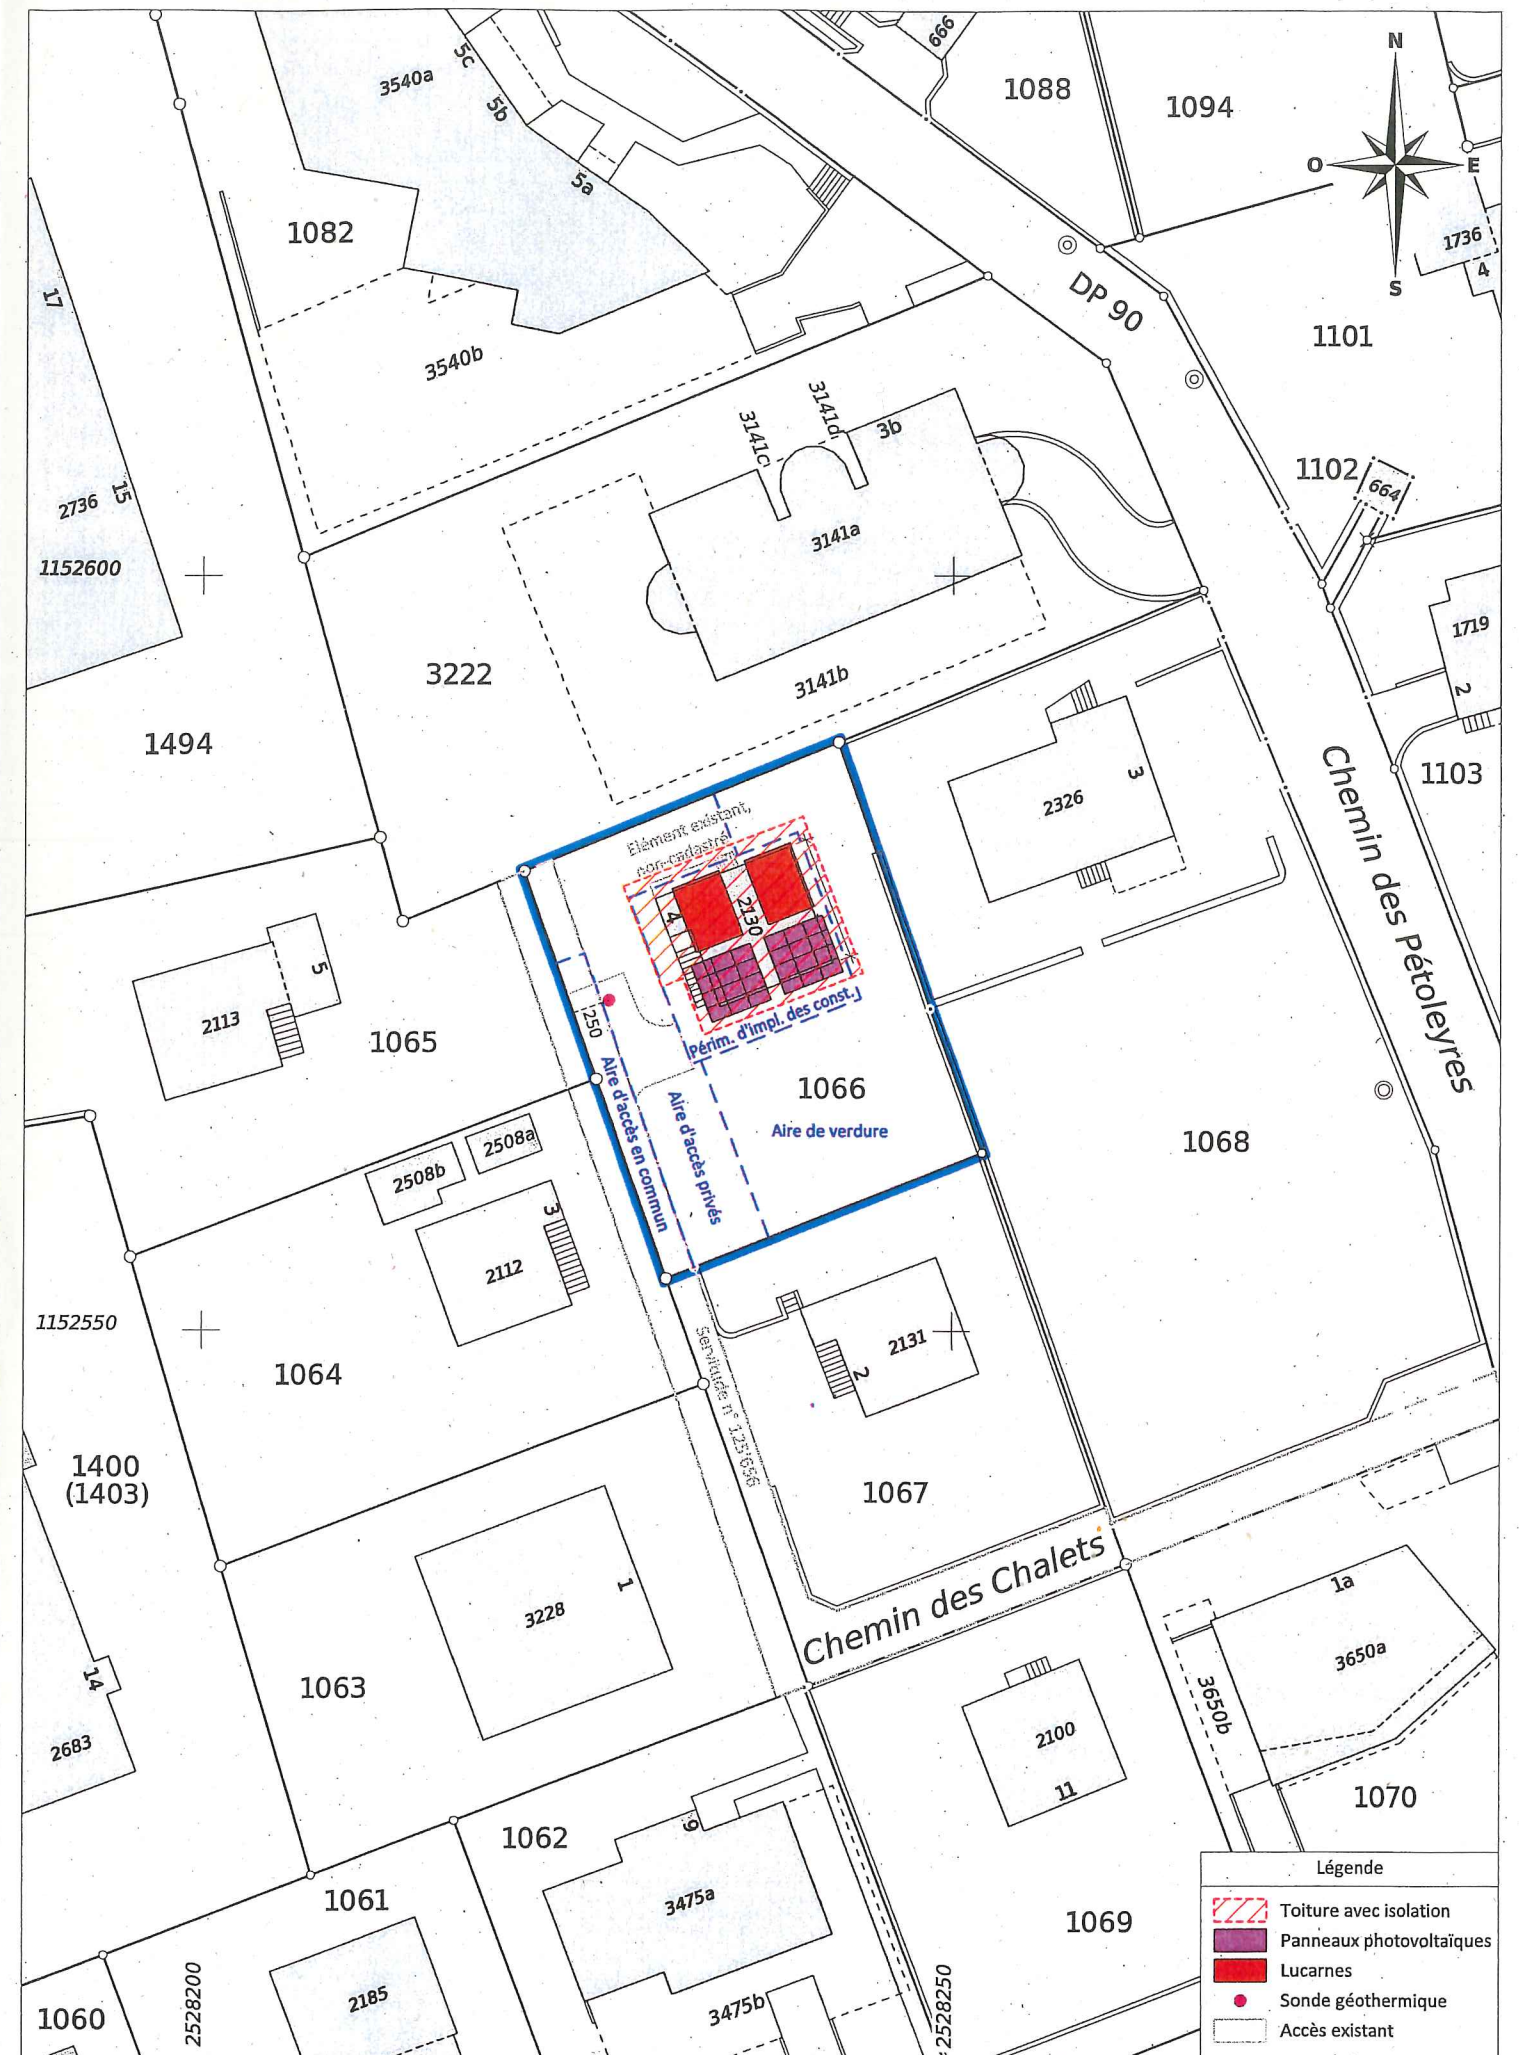 666
N
1088
1094
O
E
S
5c
3540a
5b
5a
1082
1736
4
DP 90
1101
17
3540b
3141c
3141d
3b
1102
664
2736
15
3141a
1152600
1719
2
3222
3141b
1494
1103
2326
3
Chemin des Pétoleyres
Elément existant,
non-cadastré
4
2130
5
2113
1065
250
Périm. d'impl. des const.
1066
Aire de verdure
Aire d'accès en commun
Aire d'accès privés
1068
2508a
2508b
3
2112
1152550
1064
2131
2
Servitude n° 125'656
1400
(1403)
1067
Chemin des Chalets
1
3228
1a
3650a
3650b
14
1063
2683
2100
11
1070
1062
9
3475a
1061
1069
2185
1060
2528200
3475b
2528250
Légende
Toiture avec isolation
Panneaux photovoltaïques
Lucarnes
Sonde géothermique
Accès existant